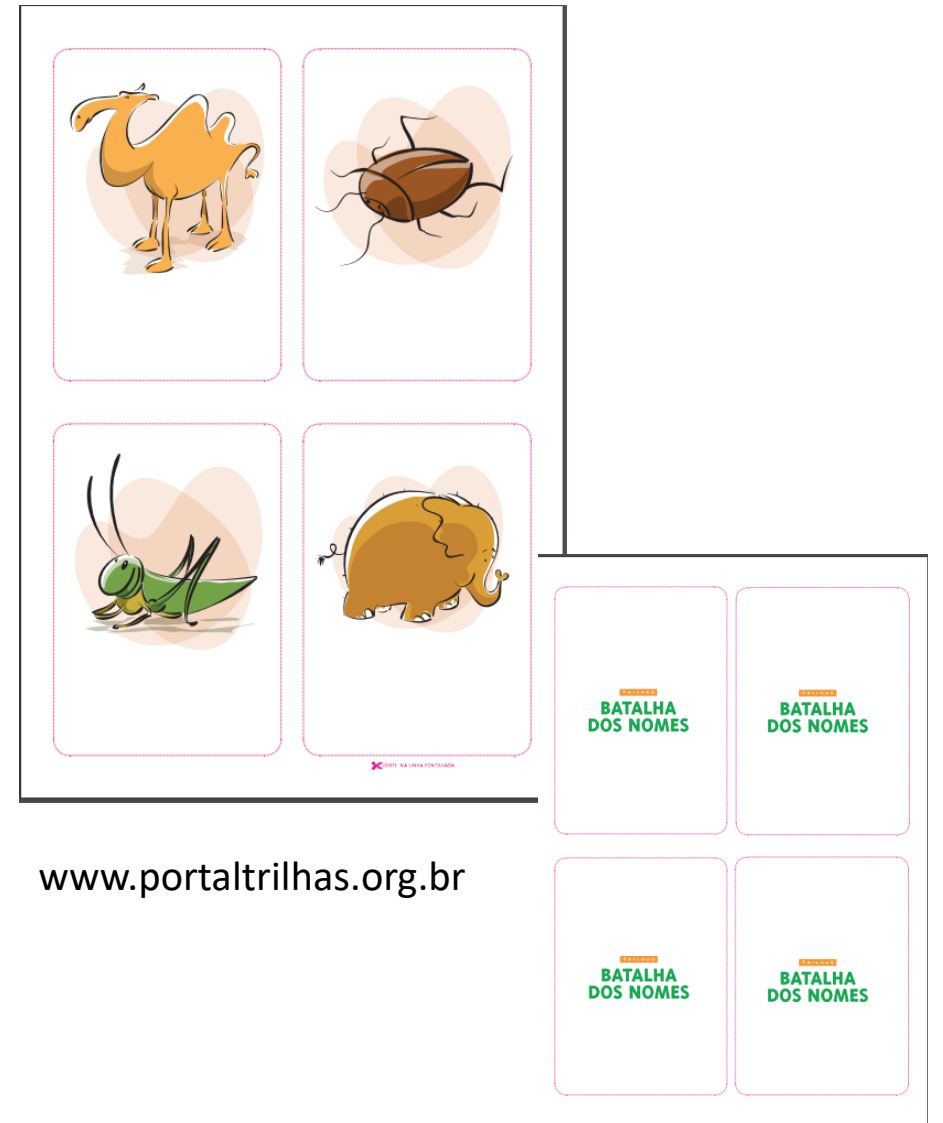 CORTE NA LINHA PONTILHADA
www.portaltrilhas.org.br
TRILHAS
BATALHA
DOS NOMES
TRILHAS
BATALHA
DOS NOMES
TRILHAS
BATALHA
DOS NOMES
TRILHAS
BATALHA
DOS NOMES